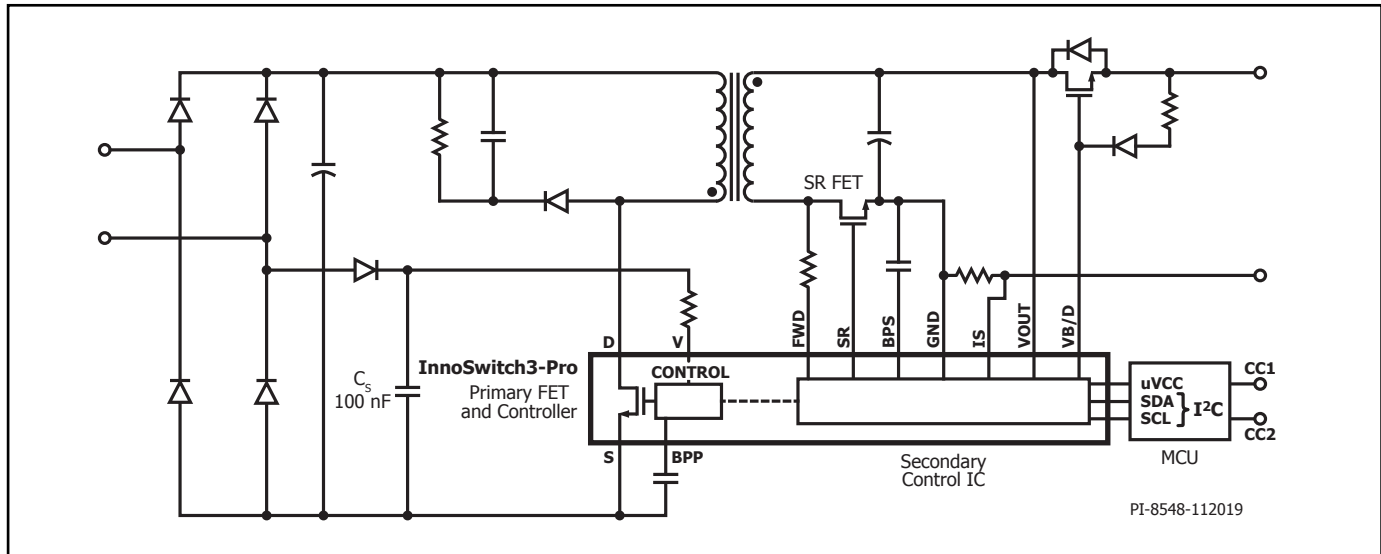 SR FET
FWD
SR
BPS
GND
IS
VOUT
VB/D
D
V
InnoSwitch3-Pro
Primary FET
and Controller
CONTROL
C_S
100 nF
uVCC
SDA
SCL
I²C
CC1
CC2
MCU
S
BPP
Secondary
Control IC
PI-8548-112019